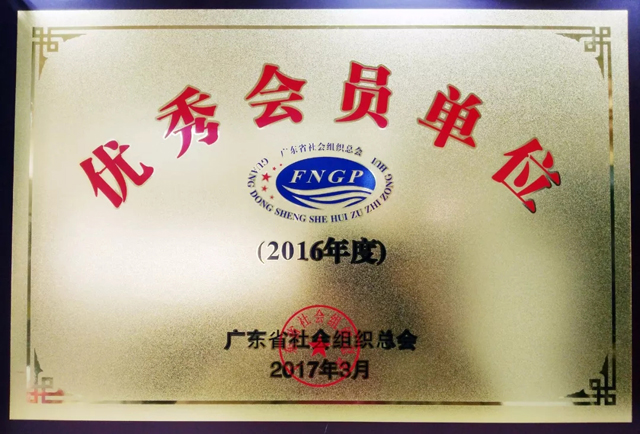 优秀会员单位
广东省社会组织总会
FNGP
GUANG DONG SHENG SHE HUI ZU ZHI ZONG HUI
(2016年度)
广东省社会组织总会
2017年3月